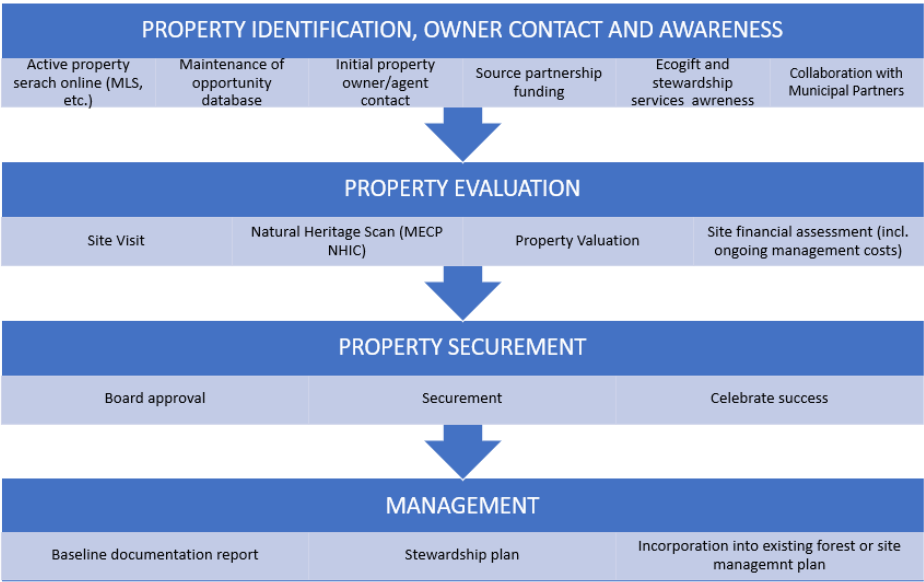 PROPERTY IDENTIFICATION, OWNER CONTACT AND AWARENESS
Active property
serach online (MLS,
etc.)
Maintenance of
opportunity
database
Initial property
owner/agent
contact
Source partnership
funding
Ecogift and
stewardship
services awreness
Collaboration with
Municipal Partners
PROPERTY EVALUATION
Site Visit
Natural Heritage Scan (MECP
NHIC)
Property Valuation
Site financial assessment (incl.
ongoing management costs)
PROPERTY SECUREMENT
Board approval
Securement
Celebrate success
MANAGEMENT
Baseline documentation report
Stewardship plan
Incorporation into existing forest or site
managemnt plan